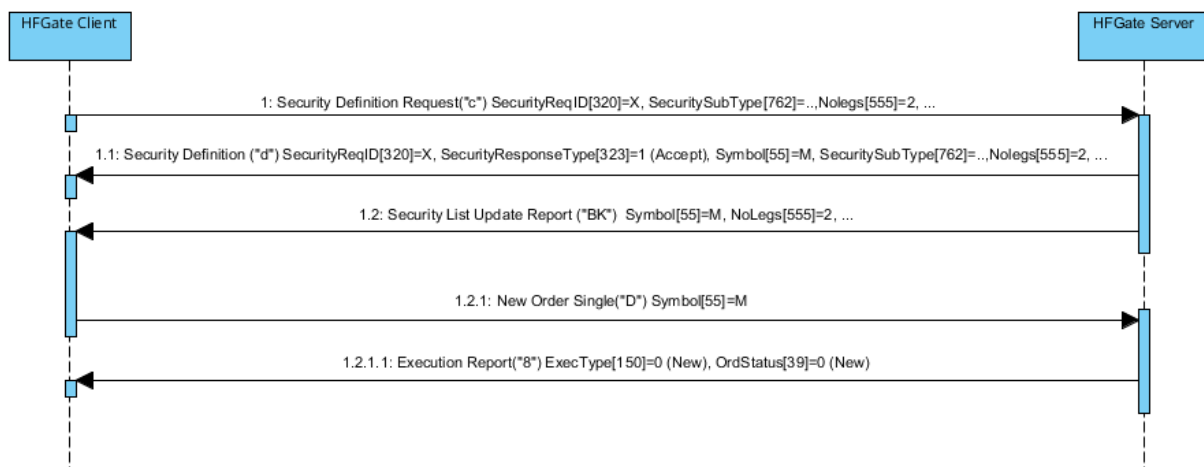 HFGate Client
HFGate Server
1: Security Definition Request("c") SecurityReqID[320]=X, SecuritySubType[762]=..,Nolegs[555]=2, ...
1.1: Security Definition ("d") SecurityReqID[320]=X, SecurityResponseType[323]=1 (Accept), Symbol[55]=M, SecuritySubType[762]=..,Nolegs[555]=2, ...
1.2: Security List Update Report ("BK")  Symbol[55]=M, NoLegs[555]=2, ...
1.2.1: New Order Single("D") Symbol[55]=M
1.2.1.1: Execution Report("8") ExecType[150]=0 (New), OrdStatus[39]=0 (New)